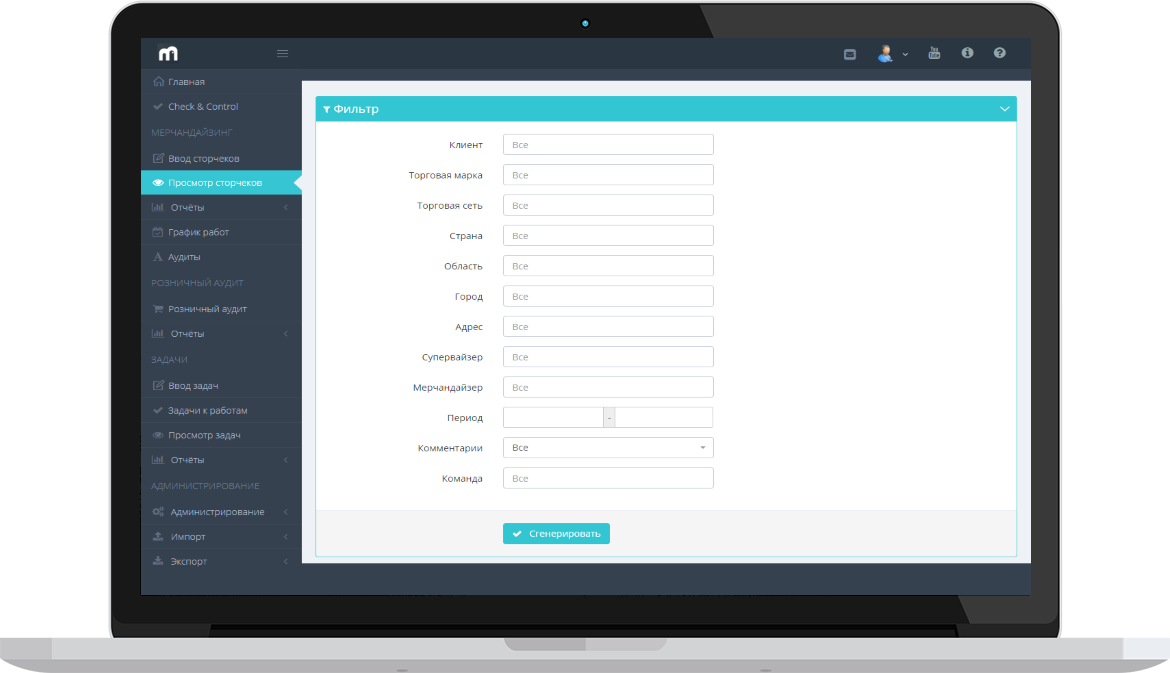 m
Главная
Check & Control
МЕРЧАНДАЙЗИНГ
Ввод сторчеков
Просмотр сторчеков
Отчёты
График работ
Аудиты
РОЗНИЧНЫЙ АУДИТ
Розничный аудит
Отчёты
ЗАДАЧИ
Ввод задач
Задачи к работам
Просмотр задач
Отчёты
АДМИНИСТРИРОВАНИЕ
Администрирование
Импорт
Экспорт
You Tube
Фильтр
Клиент Все
Торговая марка Все
Торговая сеть Все
Страна Все
Область Все
Город Все
Адрес Все
Супервайзер Все
Мерчандайзер Все
Период -
Комментарии Все
Команда Все
Сгенерировать